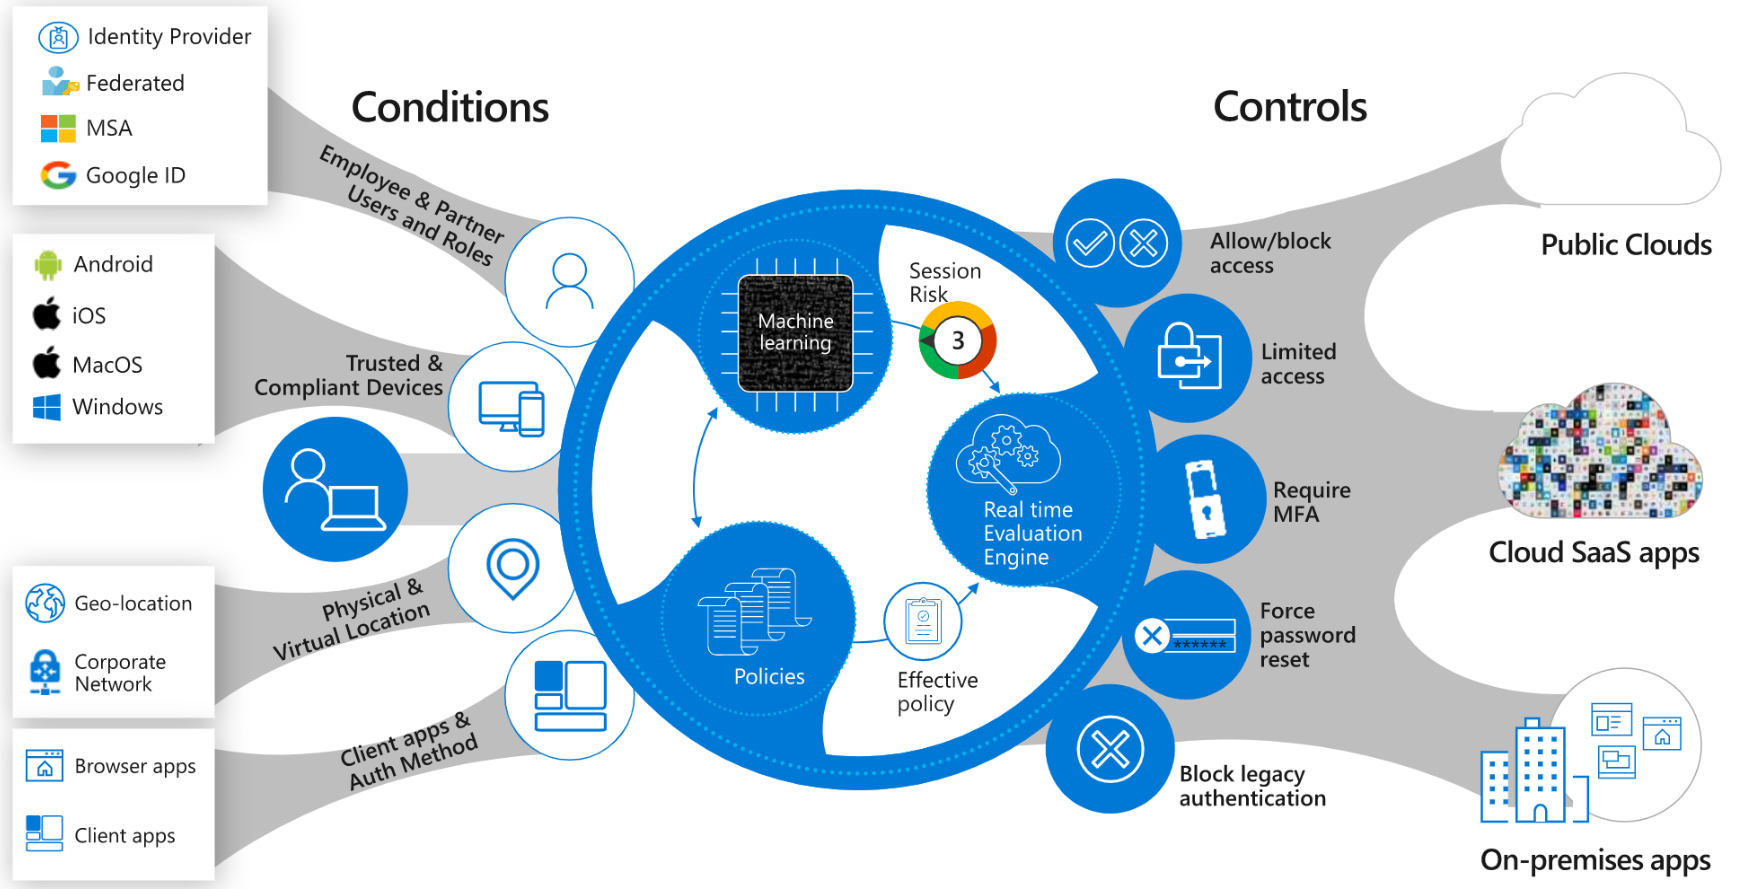 Identity Provider
Federated
MSA
Google ID
Android
iOS
MacOS
Windows
Geo-location
Corporate
Network
Browser apps
Client apps
Conditions
Employee & Partner
Users and Roles
Trusted &
Compliant Devices
Physical &
Virtual Location
Client apps &
Auth Method
Machine
learning
Session
Risk
3
Real time
Evaluation
Engine
Policies
Effective
policy
Controls
Allow/block
access
Limited
access
Require
MFA
******
Force
password
reset
Block legacy
authentication
Public Clouds
Cloud SaaS apps
On-premises apps